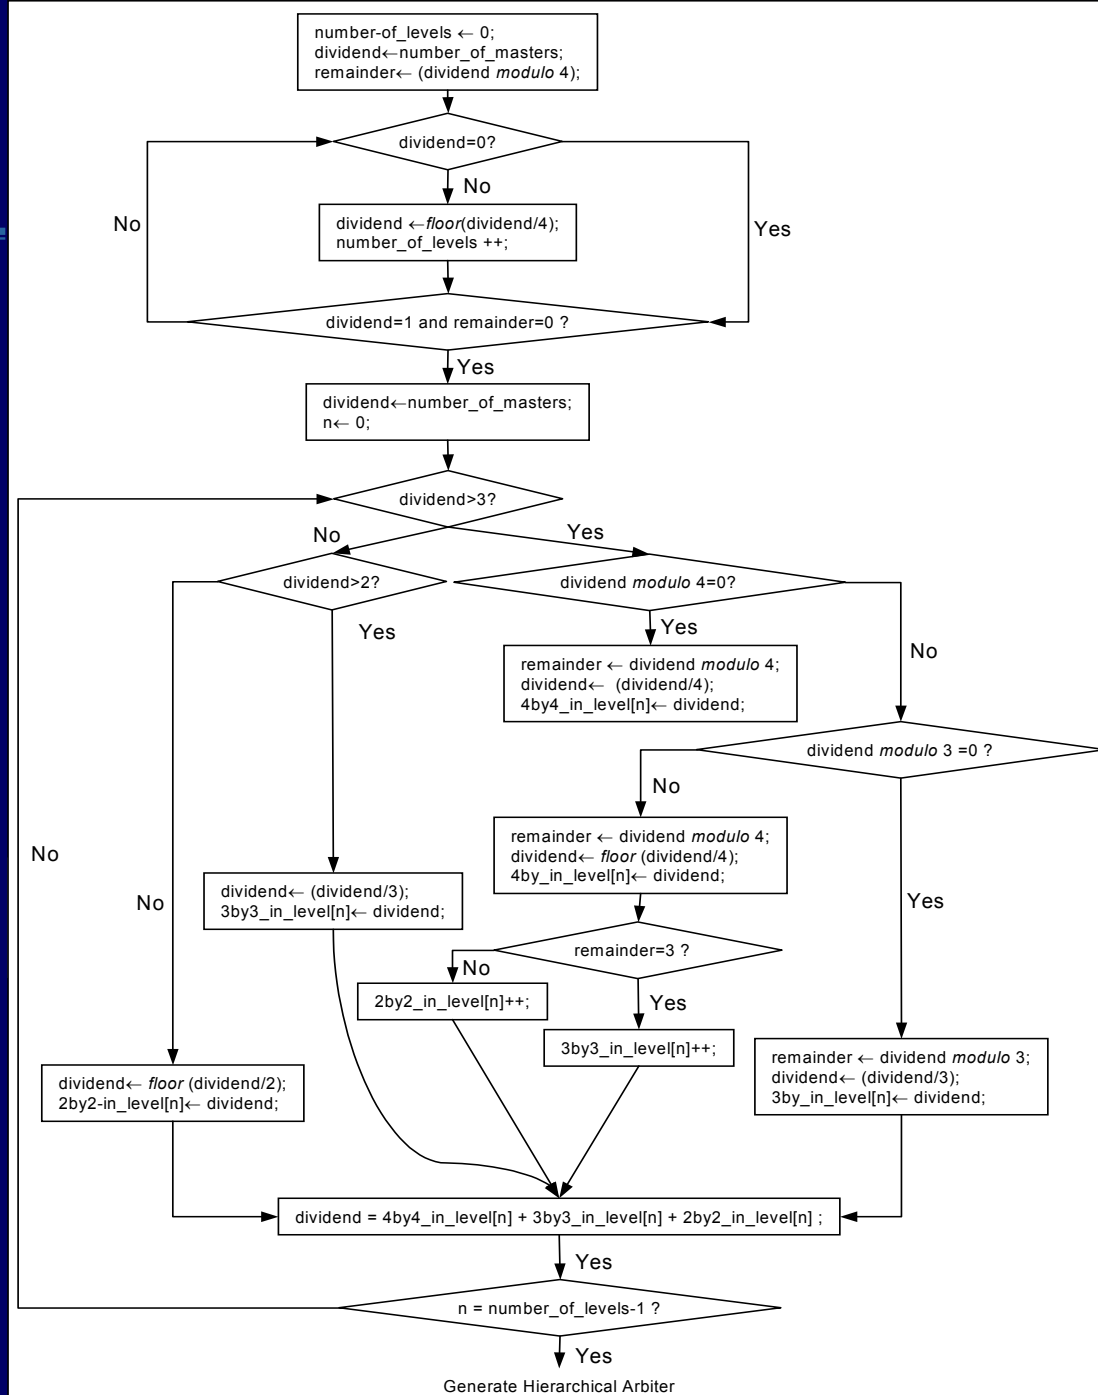 number-of_levels ← 0;
dividend←number_of_masters;
remainder← (dividend modulo 4);
dividend=0?
No
No
Yes
dividend ←floor(dividend/4);
number_of_levels ++;
dividend=1 and remainder=0 ?
Yes
dividend←number_of_masters;
n← 0;
dividend>3?
No
Yes
dividend>2?
dividend modulo 4=0?
Yes
Yes
No
remainder ← dividend modulo 4;
dividend← (dividend/4);
4by4_in_level[n]← dividend;
dividend modulo 3 =0 ?
No
remainder ← dividend modulo 4;
dividend← floor (dividend/4);
4by_in_level[n]← dividend;
No
No
dividend← (dividend/3);
3by3_in_level[n]← dividend;
Yes
remainder=3 ?
No
Yes
2by2_in_level[n]++;
3by3_in_level[n]++;
remainder ← dividend modulo 3;
dividend← (dividend/3);
3by_in_level[n]← dividend;
dividend← floor (dividend/2);
2by2-in_level[n]← dividend;
dividend = 4by4_in_level[n] + 3by3_in_level[n] + 2by2_in_level[n] ;
Yes
n = number_of_levels-1 ?
Yes
Generate Hierarchical Arbiter